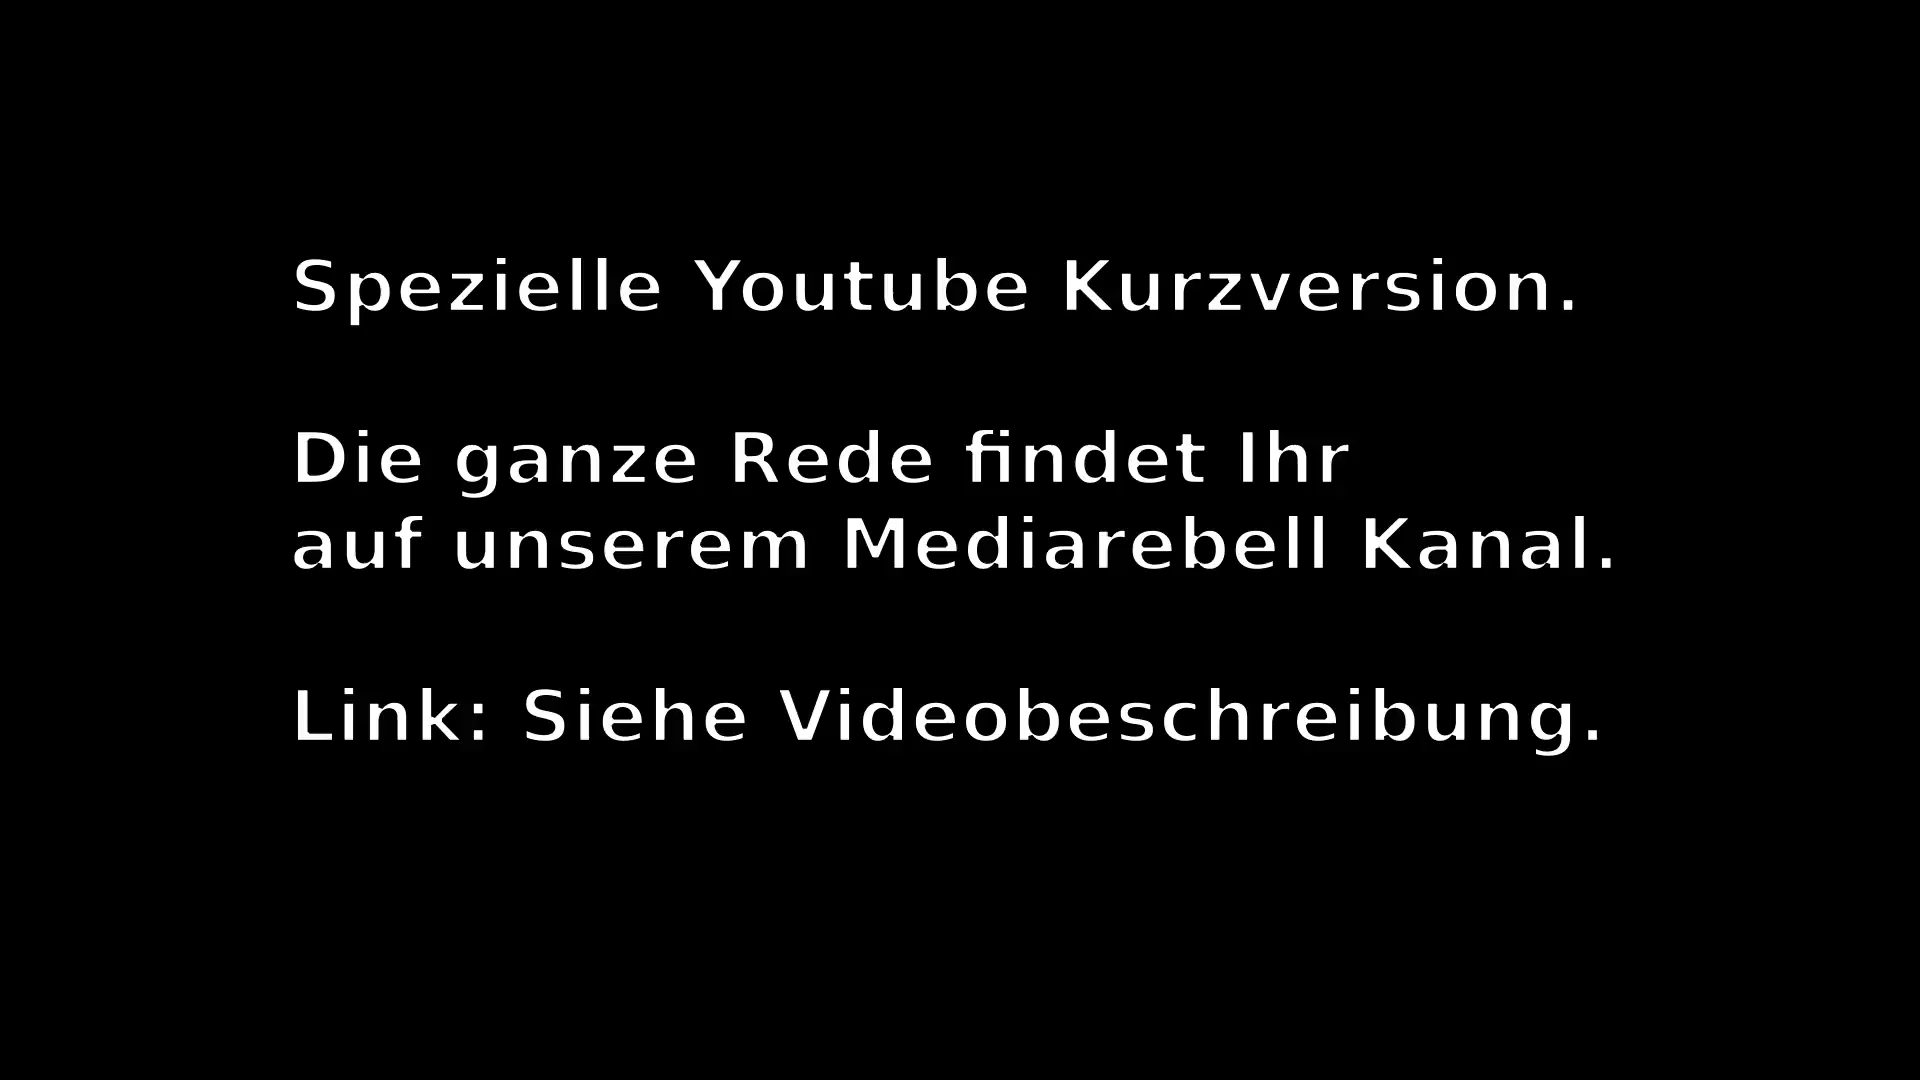 Spezielle Youtube Kurzversion.
Die ganze Rede findet Ihr
auf unserem Mediarebell Kanal.
Link: Siehe Videobeschreibung.